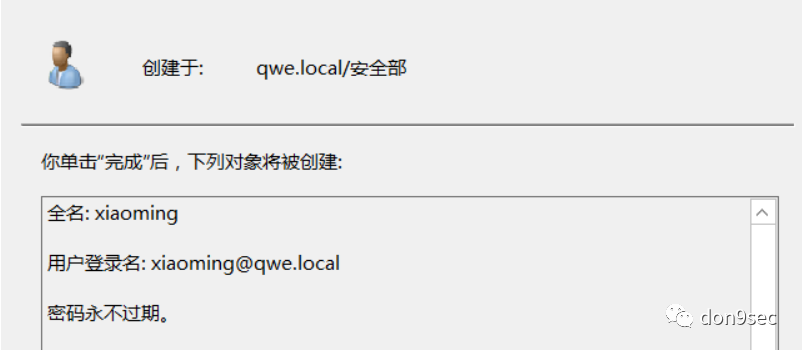 创建于: qwe.local/安全部
你单击“完成”后，下列对象将被创建:
全名: xiaoming
用户登录名: xiaoming@qwe.local
密码永不过期。
don9sec